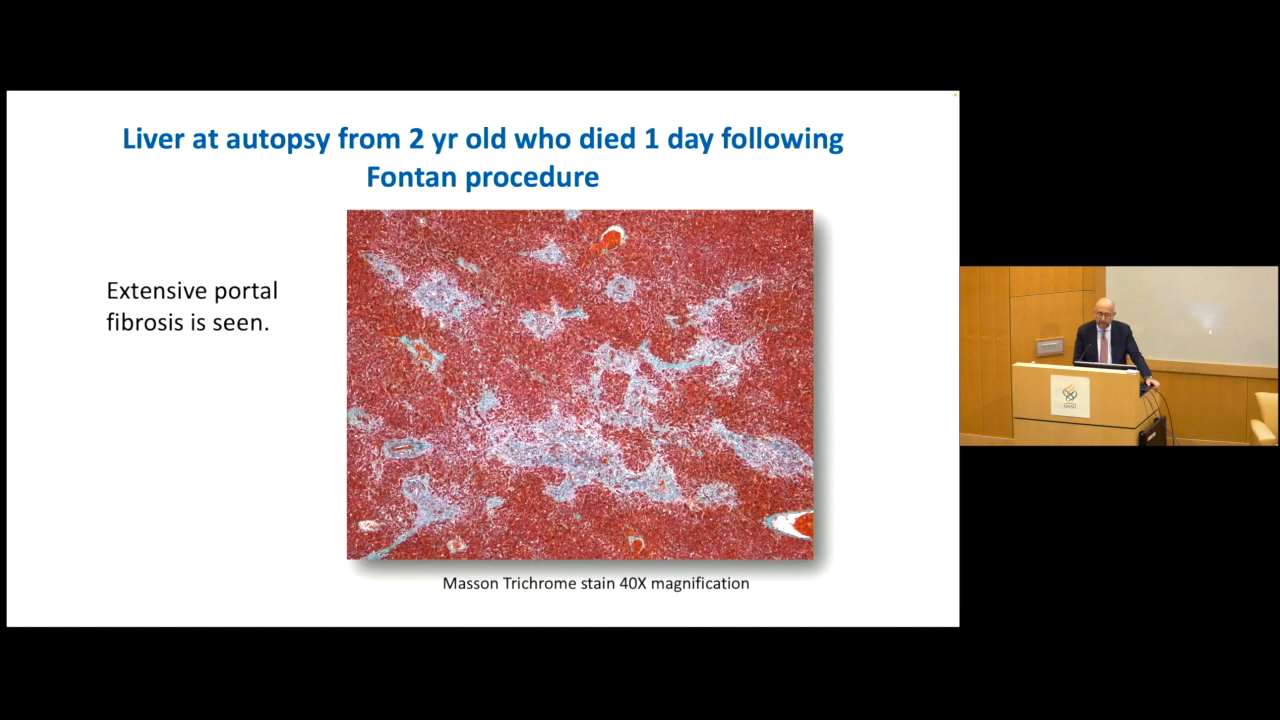 Liver at autopsy from 2 yr old who died 1 day following
Fontan procedure
Extensive portal
fibrosis is seen.
Masson Trichrome stain 40X magnification